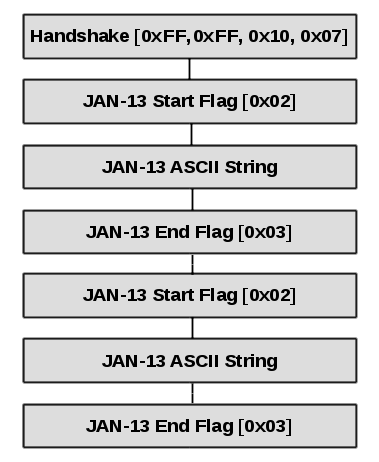 Handshake [0xFF,0xFF, 0x10, 0x07]
JAN-13 Start Flag [0x02]
JAN-13 ASCII String
JAN-13 End Flag [0x03]
JAN-13 Start Flag [0x02]
JAN-13 ASCII String
JAN-13 End Flag [0x03]